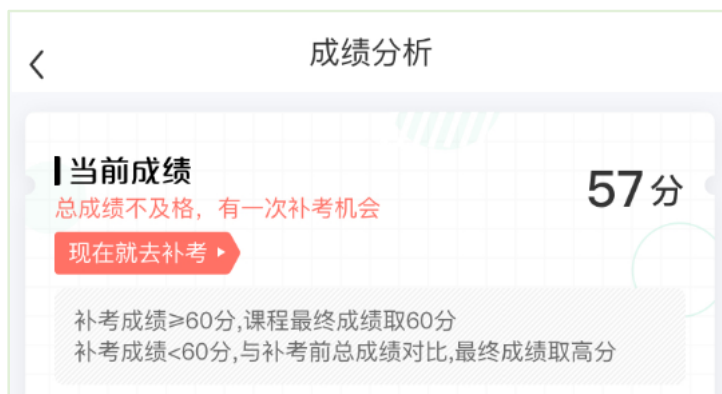 成绩分析
当前成绩
57分
总成绩不及格，有一次补考机会
现在就去补考
补考成绩≥60分,课程最终成绩取60分
补考成绩<60分,与补考前总成绩对比,最终成绩取高分